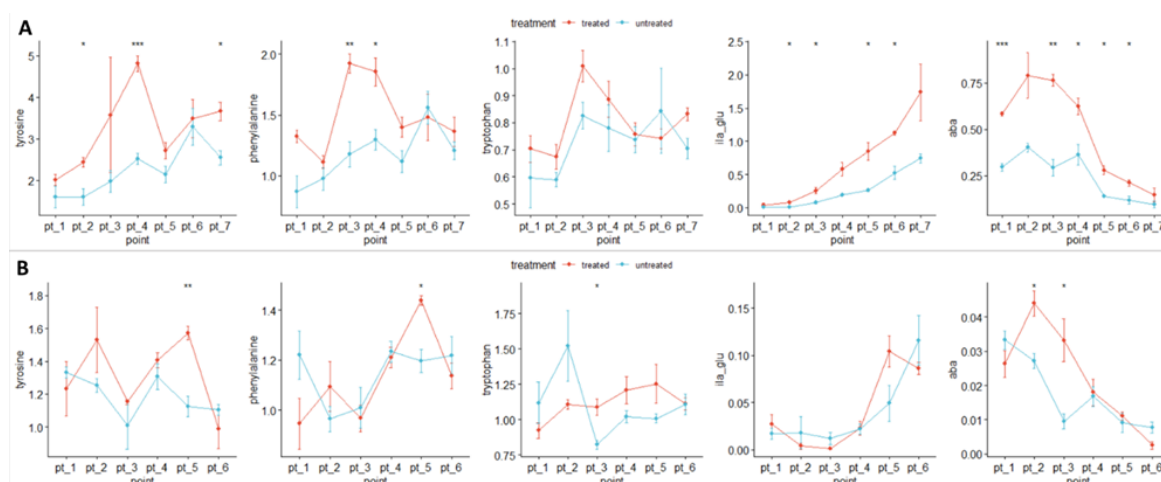 A
treatment treated untreated
* *** *
tyrosine
5
4
3
2
pt_1 pt_2 pt_3 pt_4 pt_5 pt_6 pt_7
point
** *
phenylalanine
2.0
1.5
1.0
pt_1 pt_2 pt_3 pt_4 pt_5 pt_6 pt_7
point
tryptophan
1.1
1.0
0.9
0.8
0.7
0.6
0.5
pt_1 pt_2 pt_3 pt_4 pt_5 pt_6 pt_7
point
* * * *
ila_glu
2.5
2.0
1.5
1.0
0.5
0.0
pt_1 pt_2 pt_3 pt_4 pt_5 pt_6 pt_7
point
*** ** * * *
aba
0.75
0.50
0.25
pt_1 pt_2 pt_3 pt_4 pt_5 pt_6 pt_7
point
B
treatment treated untreated
**
tyrosine
1.8
1.6
1.4
1.2
1.0
pt_1 pt_2 pt_3 pt_4 pt_5 pt_6
point
*
phenylalanine
1.4
1.2
1.0
pt_1 pt_2 pt_3 pt_4 pt_5 pt_6
point
*
tryptophan
1.75
1.50
1.25
1.00
0.75
pt_1 pt_2 pt_3 pt_4 pt_5 pt_6
point
ila_glu
0.15
0.10
0.05
0.00
pt_1 pt_2 pt_3 pt_4 pt_5 pt_6
point
* *
aba
0.04
0.03
0.02
0.01
0.00
pt_1 pt_2 pt_3 pt_4 pt_5 pt_6
point